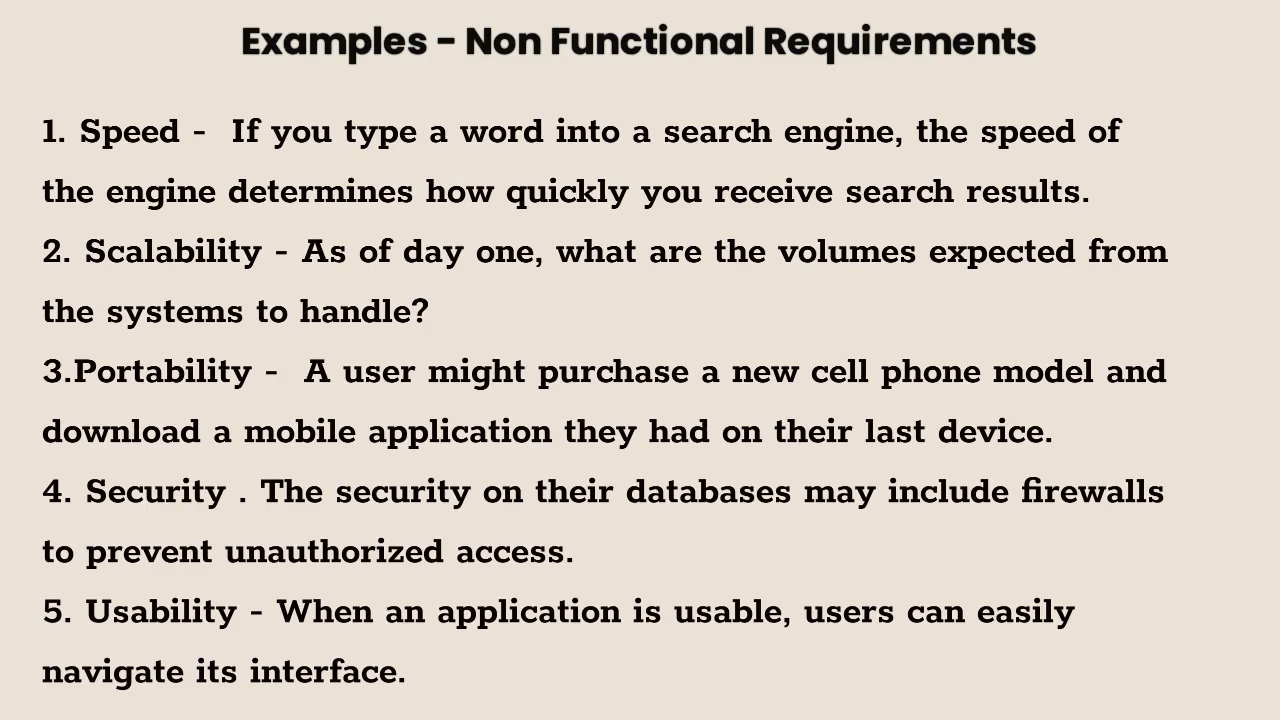 Examples - Non Functional Requirements
1. Speed -  If you type a word into a search engine, the speed of
the engine determines how quickly you receive search results.
2. Scalability - As of day one, what are the volumes expected from
the systems to handle?
3.Portability -  A user might purchase a new cell phone model and
download a mobile application they had on their last device.
4. Security . The security on their databases may include firewalls
to prevent unauthorized access.
5. Usability - When an application is usable, users can easily
navigate its interface.